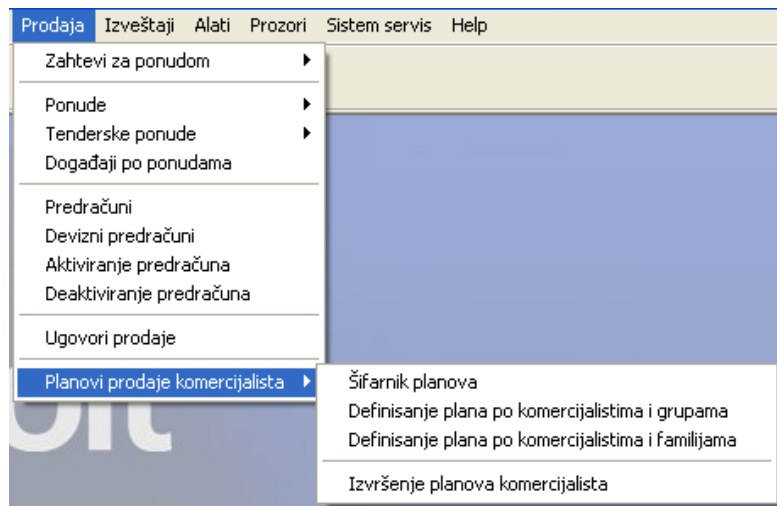 Prodaja Izveštaji Alati Prozori Sistem servis Help
Zahtevi za ponudom
Ponude
Tenderske ponude
Događaji po ponudama
Predračuni
Devizni predračuni
Aktiviranje predračuna
Deaktiviranje predračuna
Ugovori prodaje
Planovi prodaje komercijalista
Šifarnik planova
Definisanje plana po komercijalistima i grupama
Definisanje plana po komercijalistima i familijama
Izvršenje planova komercijalista